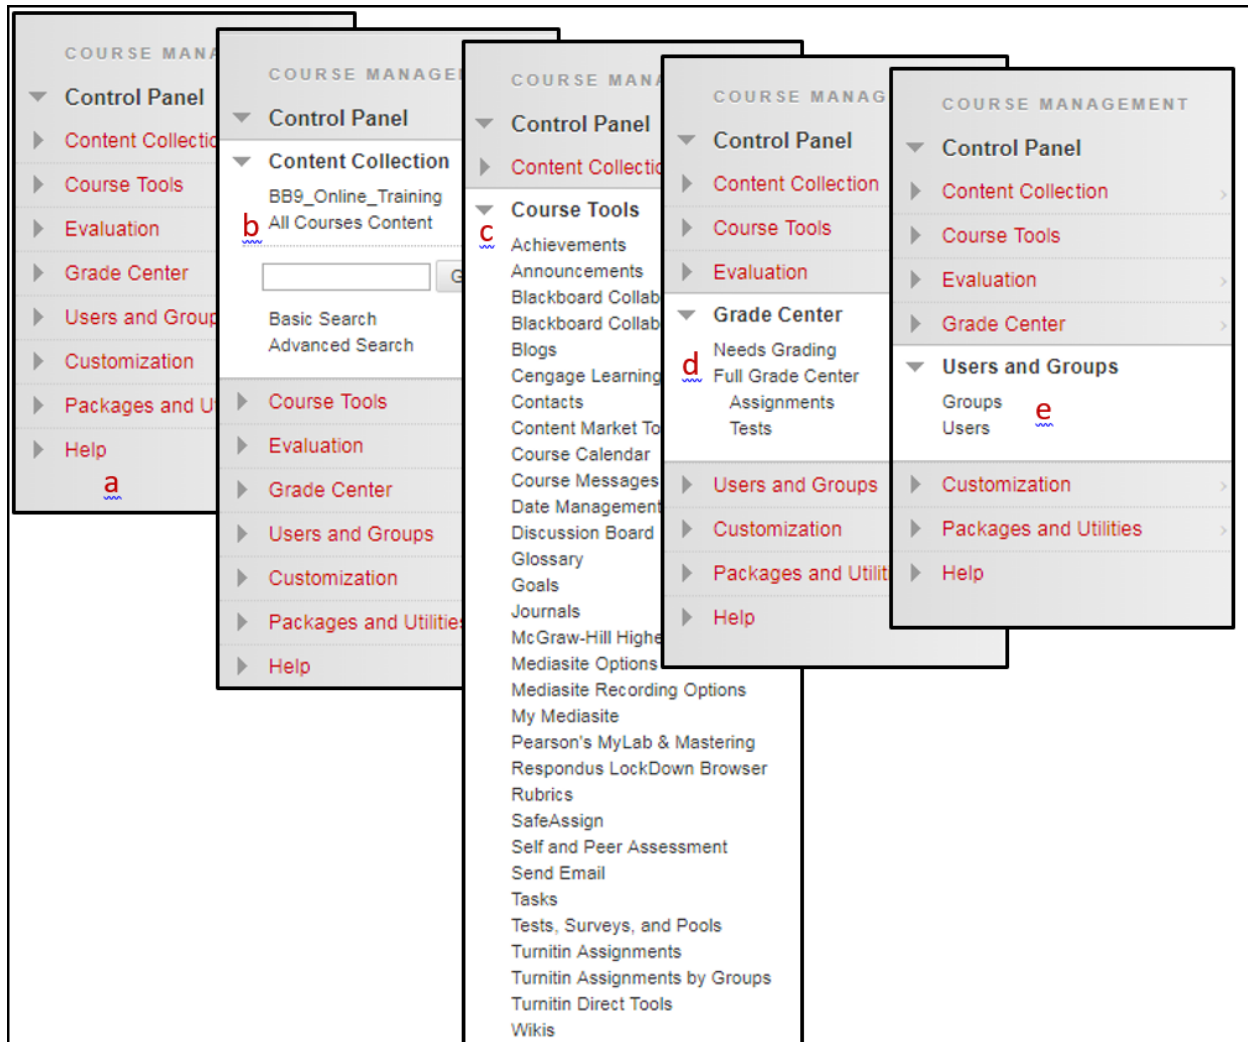 COURSE MANA
Control Panel
Content Collectio
Course Tools
Evaluation
Grade Center
Users and Group
Customization
Packages and Ut
Help
a
COURSE MANAGE
Control Panel
Content Collection
BB9_Online_Training
b All Courses Content
G
Basic Search
Advanced Search
Course Tools
Evaluation
Grade Center
Users and Groups
Customization
Packages and Utilities
Help
COURSE MANA
Control Panel
Content Collectio
Course Tools
c
Achievements
Announcements
Blackboard Collab
Blackboard Collab
Blogs
Cengage Learning
Contacts
Content Market To
Course Calendar
Course Messages
Date Management
Discussion Board
Glossary
Goals
Journals
McGraw-Hill Highe
Mediasite Options
Mediasite Recording Options
My Mediasite
Pearson's MyLab & Mastering
Respondus LockDown Browser
Rubrics
SafeAssign
Self and Peer Assessment
Send Email
Tasks
Tests, Surveys, and Pools
Turnitin Assignments
Turnitin Assignments by Groups
Turnitin Direct Tools
Wikis
COURSE MANAG
Control Panel
Content Collection
Course Tools
Evaluation
Grade Center
Needs Grading
d Full Grade Center
Assignments
Tests
Users and Groups
Customization
Packages and Utiliti
Help
COURSE MANAGEMENT
Control Panel
Content Collection
Course Tools
Evaluation
Grade Center
Users and Groups
Groups
e
Users
Customization
Packages and Utilities
Help